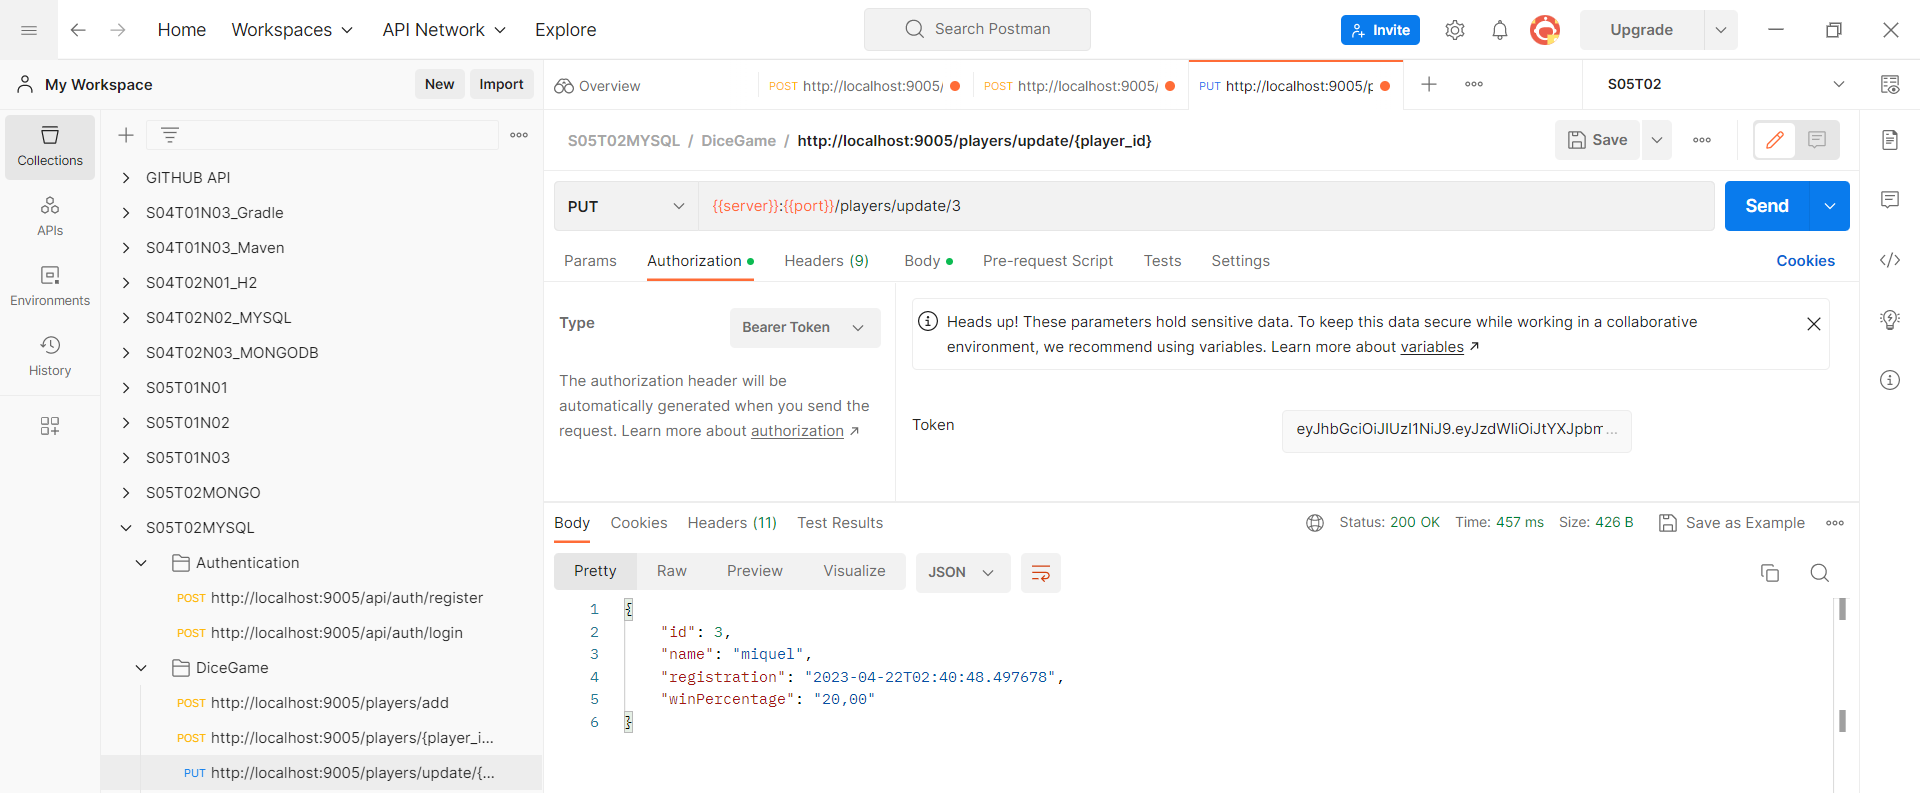 Home
Workspaces
API Network
Explore
Search Postman
Invite
Upgrade
My Workspace
New
Import
Overview
POST http://localhost:9005/
POST http://localhost:9005/
PUT http://localhost:9005/p
S05T02
Collections
APIs
Environments
History
GITHUB API
S04T01N03_Gradle
S04T01N03_Maven
S04T02N01_H2
S04T02N02_MYSQL
S04T02N03_MONGODB
S05T01N01
S05T01N02
S05T01N03
S05T02MONGO
S05T02MYSQL
Authentication
POST http://localhost:9005/api/auth/register
POST http://localhost:9005/api/auth/login
DiceGame
POST http://localhost:9005/players/add
POST http://localhost:9005/players/{player_i...
PUT http://localhost:9005/players/update/{...
S05T02MYSQL / DiceGame / http://localhost:9005/players/update/{player_id}
Save
PUT
{{server}}:{{port}}/players/update/3
Send
Params
Authorization
Headers (9)
Body
Pre-request Script
Tests
Settings
Cookies
Type
Bearer Token
The authorization header will be
automatically generated when you send the
request. Learn more about authorization ↗
Heads up! These parameters hold sensitive data. To keep this data secure while working in a collaborative
environment, we recommend using variables. Learn more about variables ↗
Token
eyJhbGciOiJIUzI1NiJ9.eyJzdWIiOiJtYXJpbm...
Body
Cookies
Headers (11)
Test Results
Status: 200 OK
Time: 457 ms
Size: 426 B
Save as Example
Pretty
Raw
Preview
Visualize
JSON
1 {
2 "id": 3,
3 "name": "miquel",
4 "registration": "2023-04-22T02:40:48.497678",
5 "winPercentage": "20,00"
6 }